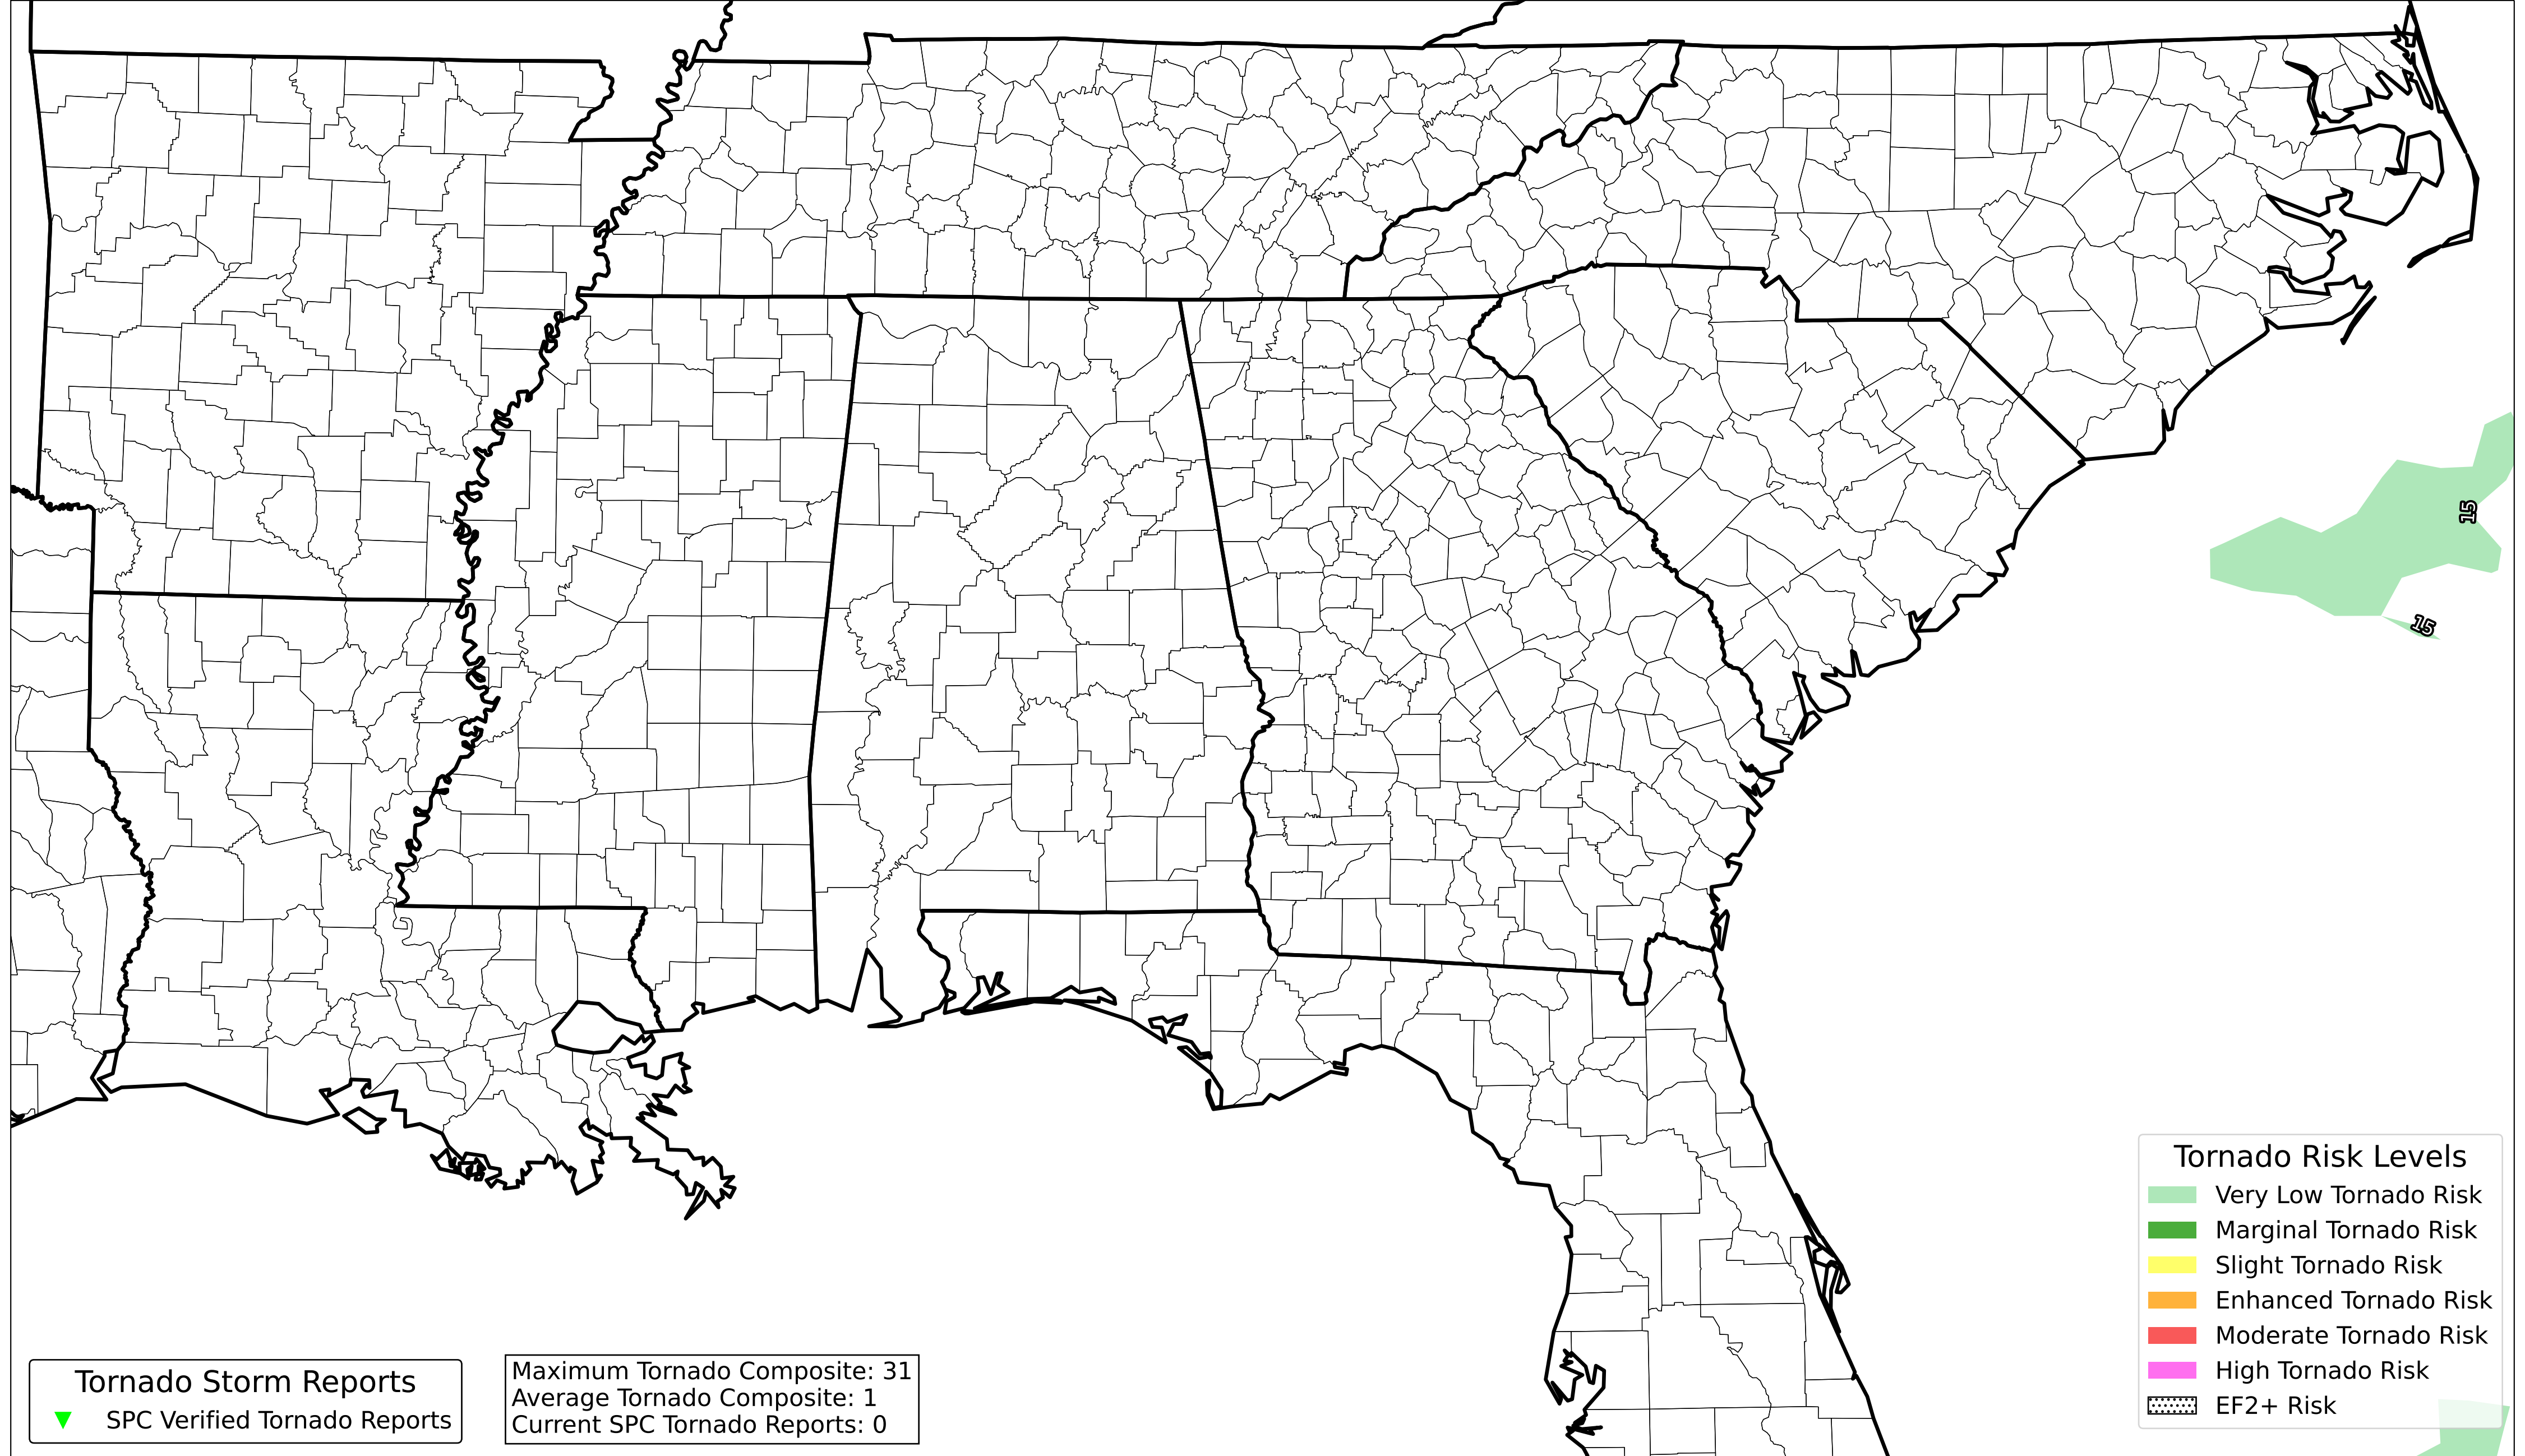 15
15
Tornado Risk Levels
Very Low Tornado Risk
Marginal Tornado Risk
Slight Tornado Risk
Enhanced Tornado Risk
Moderate Tornado Risk
High Tornado Risk
EF2+ Risk
Tornado Storm Reports
SPC Verified Tornado Reports
Maximum Tornado Composite: 31
Average Tornado Composite: 1
Current SPC Tornado Reports: 0